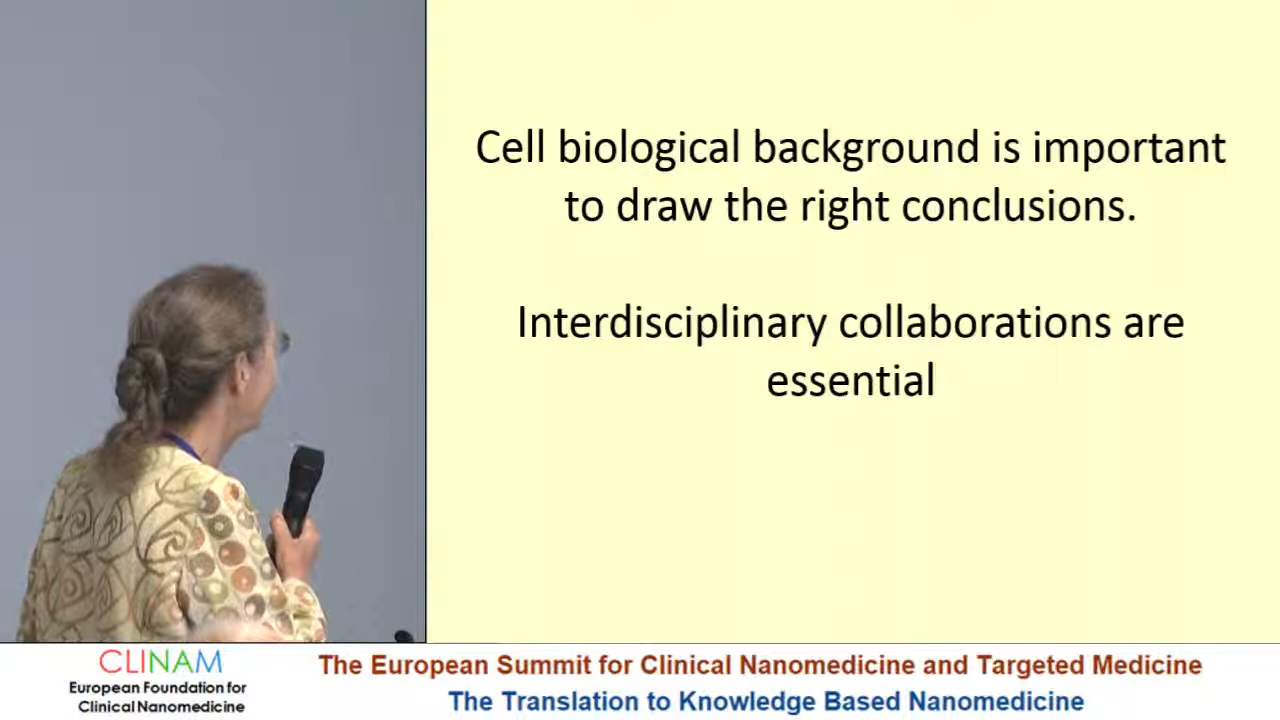 Cell biological background is important
to draw the right conclusions.
Interdisciplinary collaborations are
essential
CLINAM
European Foundation for
Clinical Nanomedicine
The European Summit for Clinical Nanomedicine and Targeted Medicine
The Translation to Knowledge Based Nanomedicine